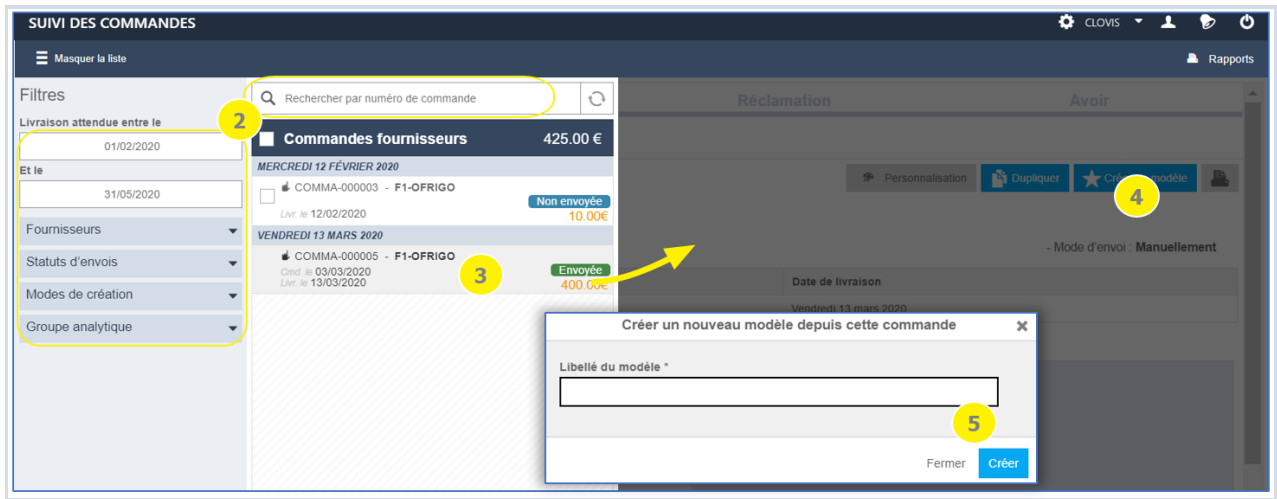 SUIVI DES COMMANDES
CLOVIS
Masquer la liste
Rapports
Filtres
Livraison attendue entre le
01/02/2020
Et le
31/05/2020
Fournisseurs
Statuts d'envois
Modes de création
Groupe analytique
2
Rechercher par numéro de commande
Commandes fournisseurs 425.00 €
MERCREDI 12 FÉVRIER 2020
COMMA-000003 - F1-OFRIGO
Non envoyée
Livr. le 12/02/2020 10.00€
VENDREDI 13 MARS 2020
COMMA-000005 - F1-OFRIGO
Cmd. le 03/03/2020 Envoyée
Livr. le 13/03/2020 400.00€
3
Réclamation Avoir
Personnalisation Dupliquer modèle
4
- Mode d'envoi : Manuellement
Date de livraison
Vendredi 13 mars 2020
Créer un nouveau modèle depuis cette commande
Libellé du modèle *
5
Fermer Créer